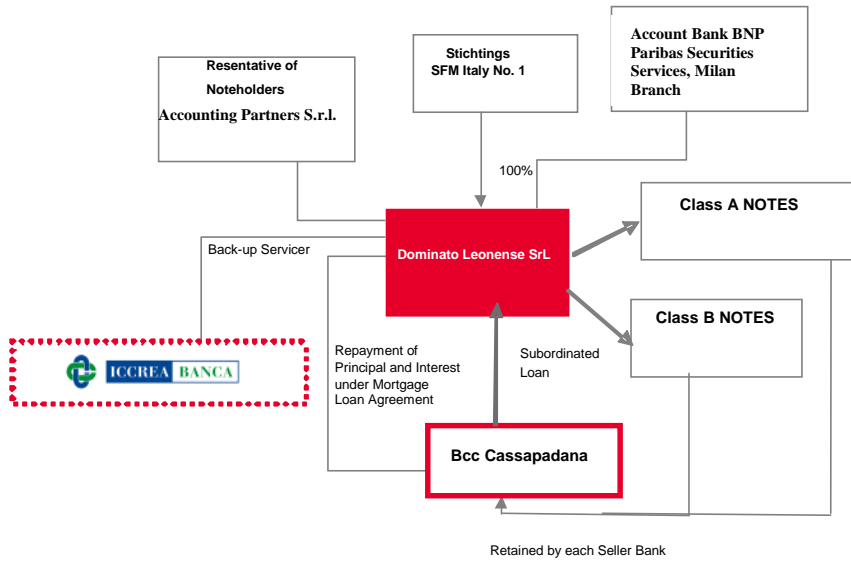 Resentative of
Noteholders
Accounting Partners S.r.l.
Stichtings
SFM Italy No. 1
Account Bank BNP
Paribas Securities
Services, Milan
Branch
100%
Class A NOTES
Back-up Servicer
Dominato Leonense SrL
Class B NOTES
ICCREA BANCA
Repayment of
Principal and Interest
under Mortgage
Loan Agreement
Subordinated
Loan
Bcc Cassapadana
Retained by each Seller Bank